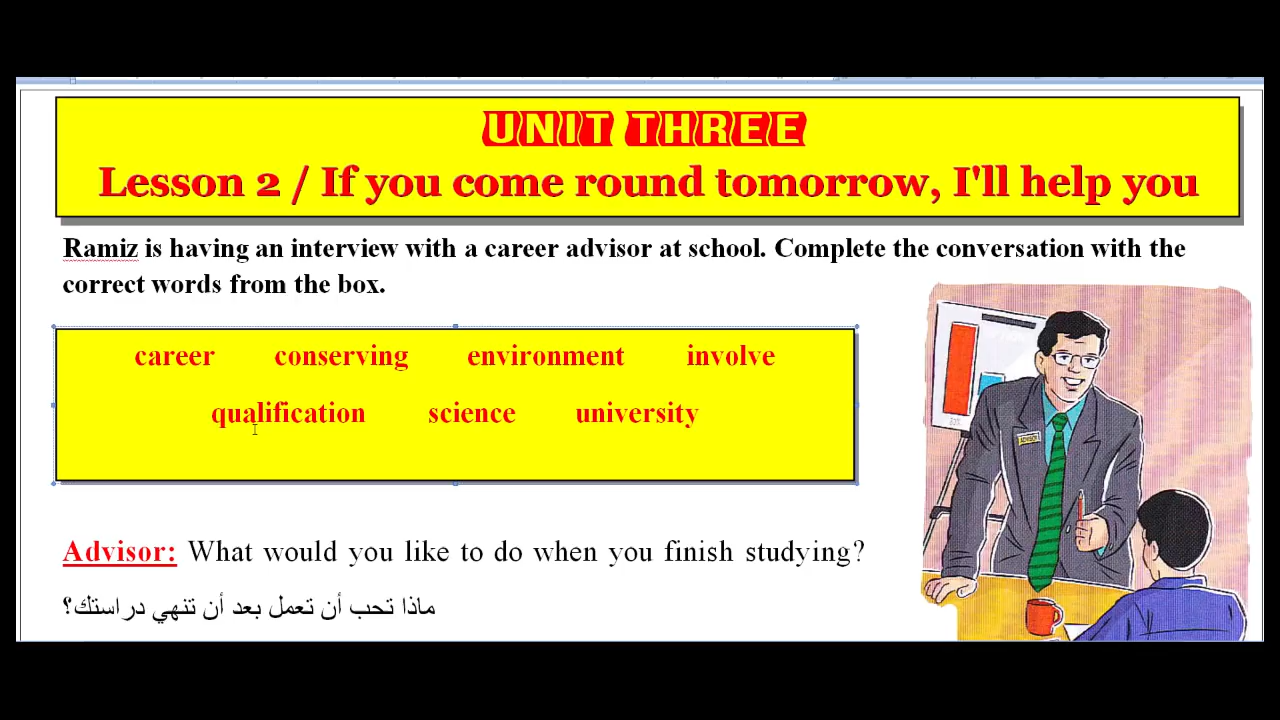 UNIT THREE
Lesson 2 / If you come round tomorrow, I'll help you
Ramiz is having an interview with a career advisor at school. Complete the conversation with the
correct words from the box.
career conserving environment involve
qualification science university
Advisor: What would you like to do when you finish studying?
ماذا تحب أن تعمل بعد أن تنهي دراستك؟